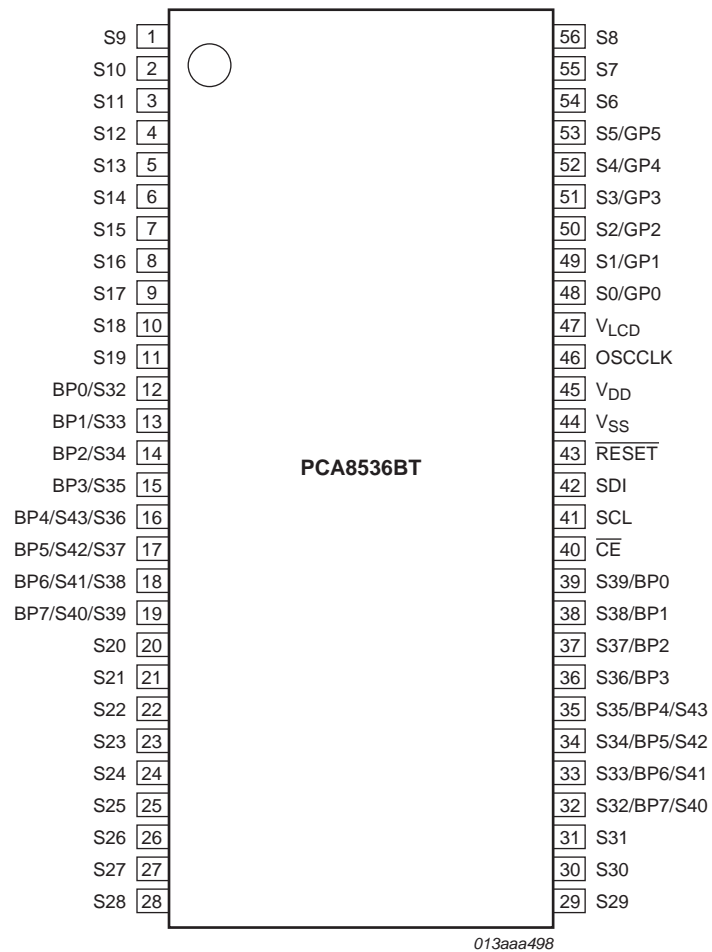 S9 1 56 S8
S10 2 55 S7
S11 3 54 S6
S12 4 53 S5/GP5
S13 5 52 S4/GP4
S14 6 51 S3/GP3
S15 7 50 S2/GP2
S16 8 49 S1/GP1
S17 9 48 S0/GP0
S18 10 47 VLCD
S19 11 46 OSCCLK
BP0/S32 12 45 VDD
BP1/S33 13 44 VSS
BP2/S34 14 43 RESET
PCA8536BT
BP3/S35 15 42 SDI
BP4/S43/S36 16 41 SCL
BP5/S42/S37 17 40 CE
BP6/S41/S38 18 39 S39/BP0
BP7/S40/S39 19 38 S38/BP1
S20 20 37 S37/BP2
S21 21 36 S36/BP3
S22 22 35 S35/BP4/S43
S23 23 34 S34/BP5/S42
S24 24 33 S33/BP6/S41
S25 25 32 S32/BP7/S40
S26 26 31 S31
S27 27 30 S30
S28 28 29 S29
013aaa498